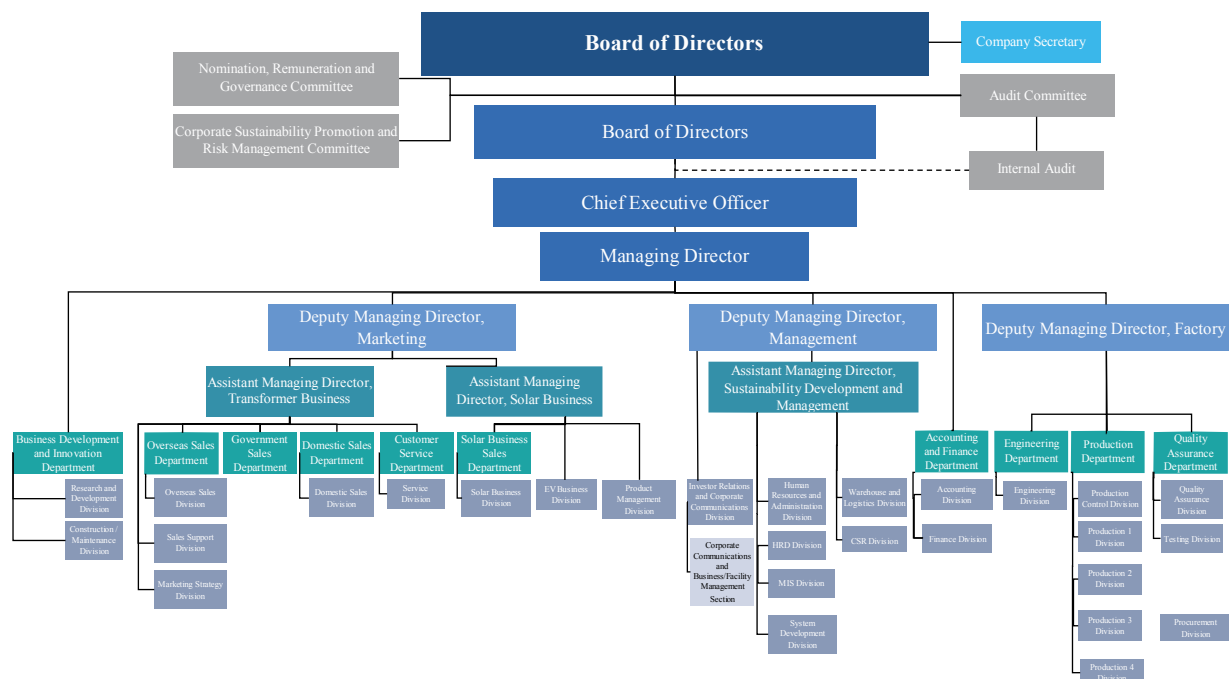 Board of Directors
Company Secretary
Nomination, Remuneration and
Governance Committee
Audit Committee
Corporate Sustainability Promotion and
Risk Management Committee
Board of Directors
Internal Audit
Chief Executive Officer
Managing Director
Deputy Managing Director,
Marketing
Deputy Managing Director,
Management
Deputy Managing Director, Factory
Assistant Managing Director,
Transformer Business
Assistant Managing
Director, Solar Business
Assistant Managing Director,
Sustainability Development and
Management
Business Development
and Innovation
Department
Overseas Sales
Department
Government
Sales Department
Domestic Sales
Department
Customer
Service Department
Solar Business
Sales Department
Accounting
and Finance
Department
Engineering
Department
Production
Department
Quality
Assurance Department
Research and
Development
Division
Construction /
Maintenance
Division
Overseas Sales
Division
Sales Support
Division
Marketing Strategy
Division
Domestic Sales
Division
Service
Division
Solar Business
Division
EV Business
Division
Product
Management
Division
Investor Relations
and Corporate
Communications
Division
Corporate
Communications
and
Business/Facility
Management
Section
Human
Resources and
Administration
Division
HRD Division
MIS Division
System
Development
Division
Warehouse and
Logistics Division
CSR Division
Accounting
Division
Finance Division
Engineering
Division
Production
Control Division
Production 1
Division
Production 2
Division
Production 3
Division
Production 4
Division
Quality
Assurance
Division
Testing Division
Procurement
Division